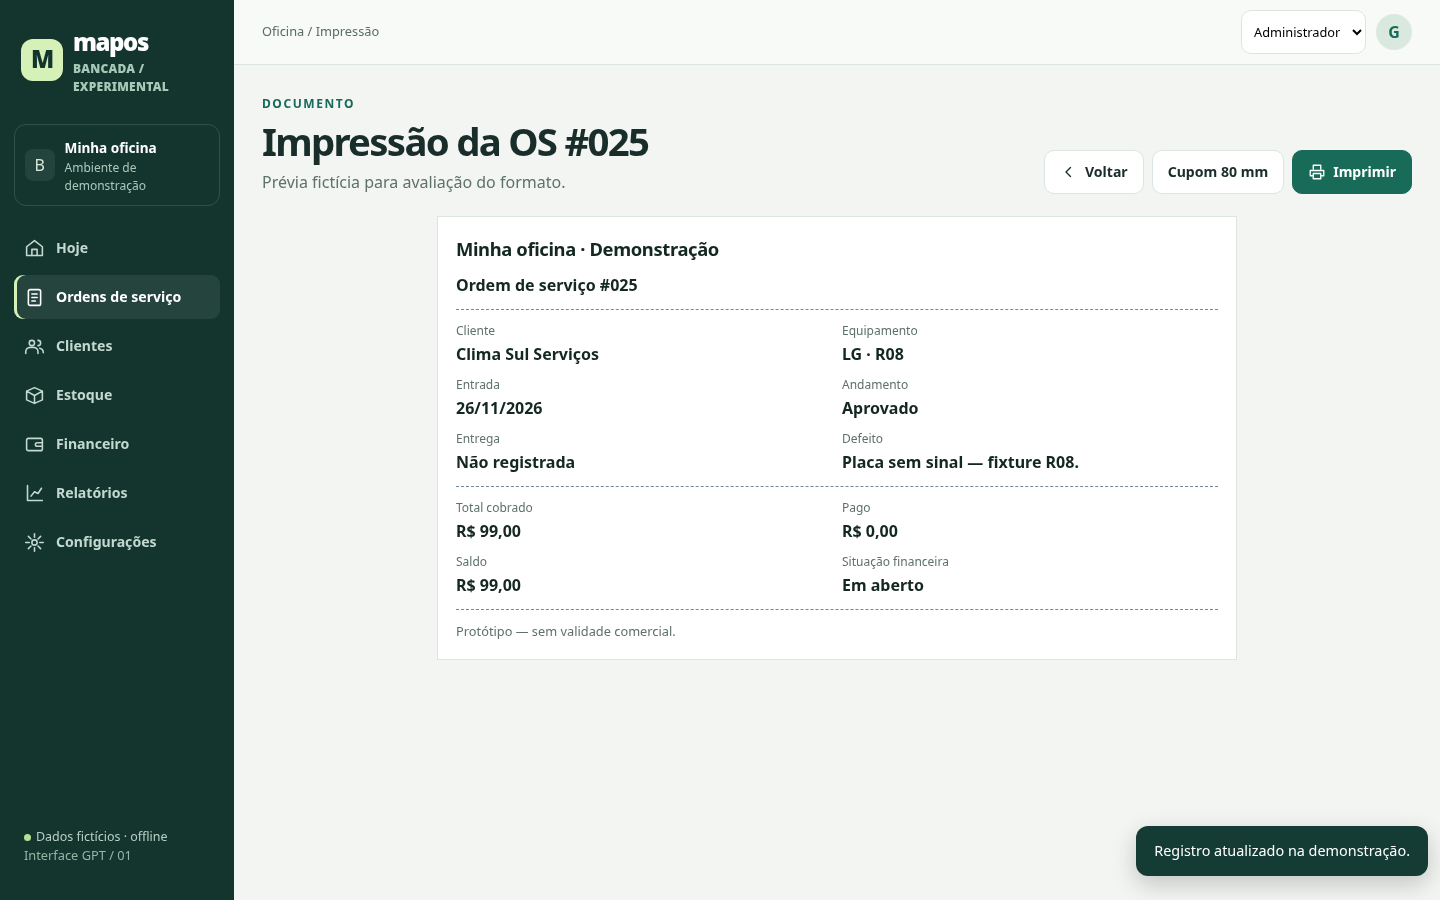 M
mapos
BANCADA /
EXPERIMENTAL
B
Minha oficina
Ambiente de
demonstração
Hoje
Ordens de serviço
Clientes
Estoque
Financeiro
Relatórios
Configurações
Dados fictícios · offline
Interface GPT / 01
Oficina / Impressão
Administrador
G
DOCUMENTO
Impressão da OS #025
Prévia fictícia para avaliação do formato.
Voltar
Cupom 80 mm
Imprimir
Minha oficina · Demonstração
Ordem de serviço #025
Cliente
Clima Sul Serviços
Equipamento
LG · R08
Entrada
26/11/2026
Andamento
Aprovado
Entrega
Não registrada
Defeito
Placa sem sinal — fixture R08.
Total cobrado
R$ 99,00
Pago
R$ 0,00
Saldo
R$ 99,00
Situação financeira
Em aberto
Protótipo — sem validade comercial.
Registro atualizado na demonstração.